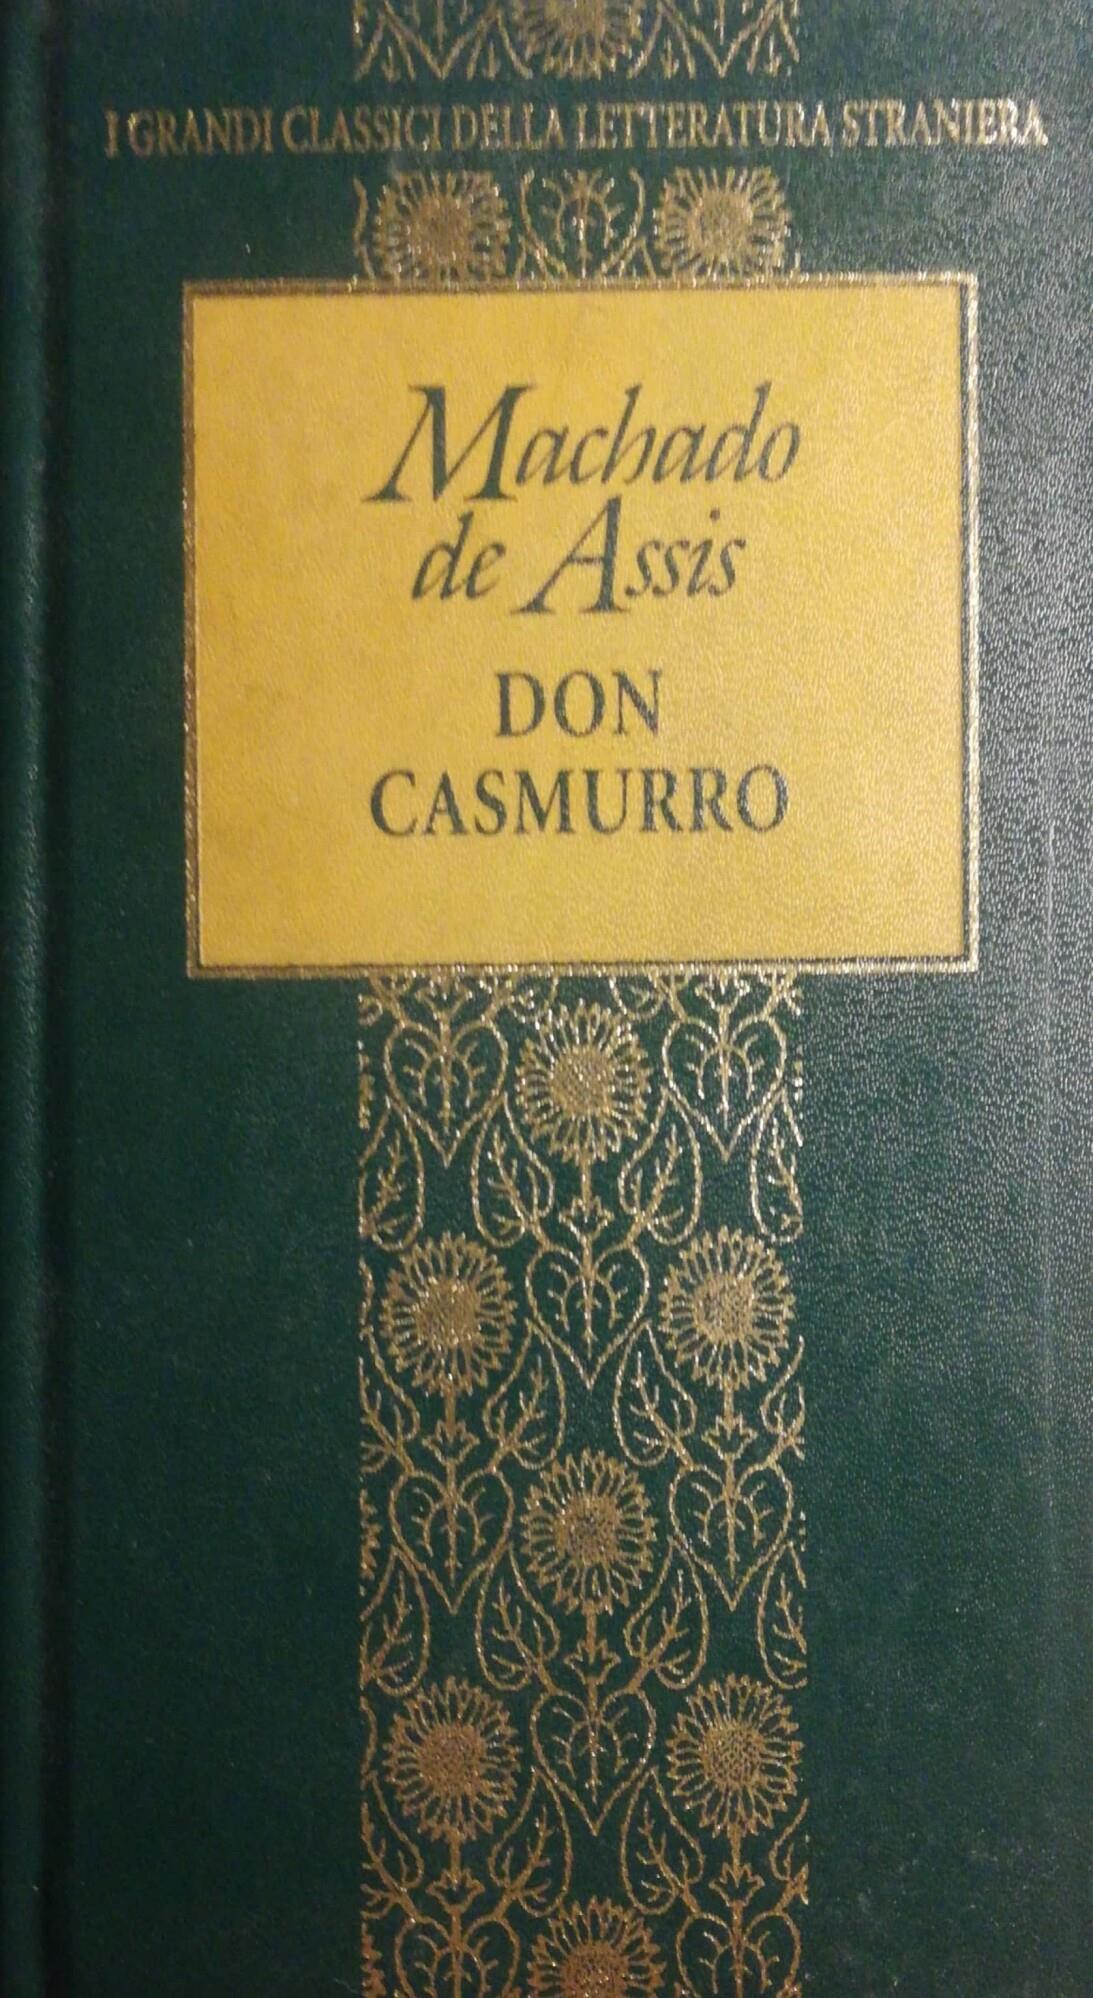 I GRANDI CLASSICI DELLA LETTERATURA STRANIERA
Machado
de Assis
DON
CASMURRO